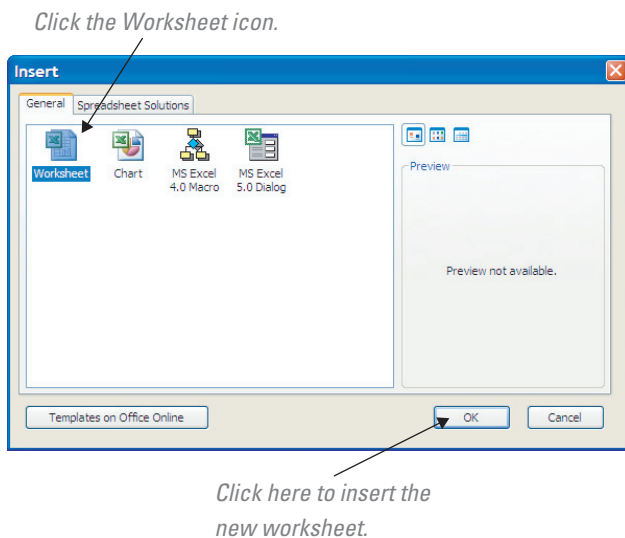 Click the Worksheet icon.
Insert
General Spreadsheet Solutions
Worksheet Chart MS Excel MS Excel
4.0 Macro 5.0 Dialog
Preview
Preview not available.
Templates on Office Online OK Cancel
Click here to insert the
new worksheet.